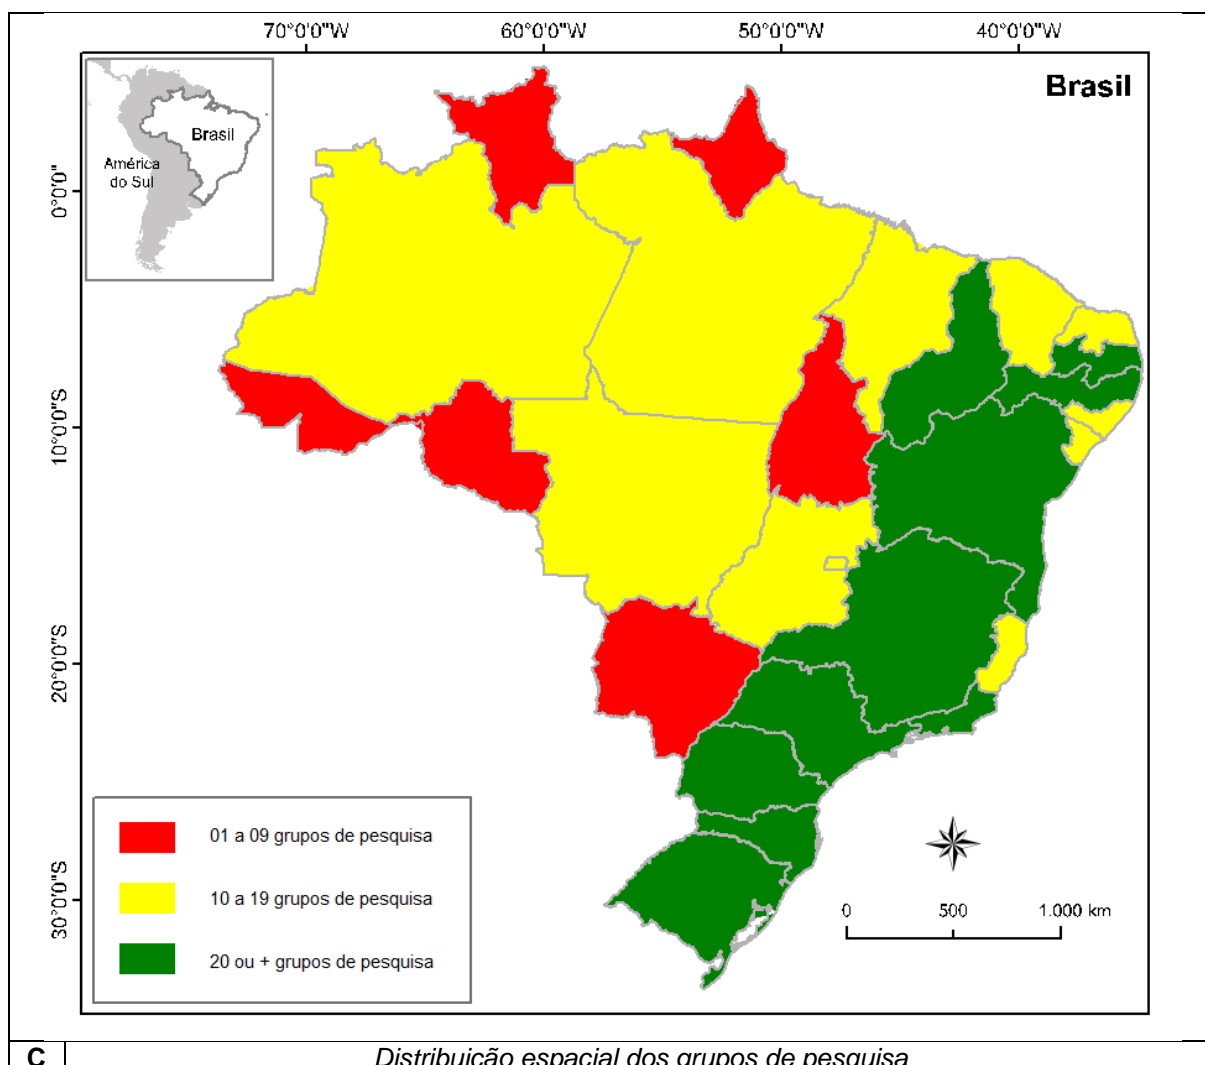 70°0'0"W 60°0'0"W 50°0'0"W 40°0'0"W
Brasil
Brasil
América
do Sul
0°0'0"
10°0'0"S
20°0'0"S
30°0'0"S
01 a 09 grupos de pesquisa
10 a 19 grupos de pesquisa
20 ou + grupos de pesquisa
0 500 1.000 km
C Distribuição espacial dos grupos de pesquisa